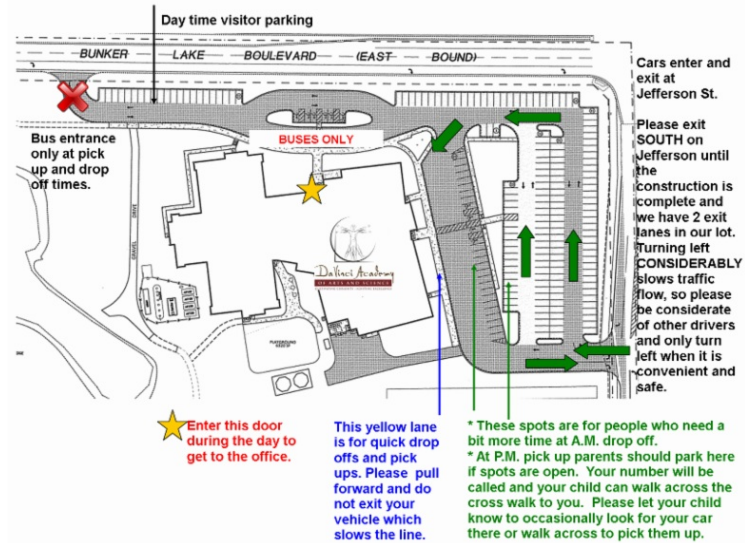 Day time visitor parking
BUNKER LAKE BOULEVARD (EAST BOUND)
Cars enter and
exit at
Jefferson St.
Please exit
SOUTH on
Jefferson until
the
construction is
complete and
we have 2 exit
lanes in our lot.
Turning left
CONSIDERABLY
slows traffic
flow, so please
be considerate
of other drivers
and only turn
left when it is
convenient and
safe.
Bus entrance
only at pick
up and drop
off times.
BUSES ONLY
DaVinci Academy
OF ARTS AND SCIENCE
Enter this door
during the day to
get to the office.
This yellow lane
is for quick drop
offs and pick
ups. Please pull
forward and do
not exit your
vehicle which
slows the line.
* These spots are for people who need a
bit more time at A.M. drop off.
* At P.M. pick up parents should park here
if spots are open. Your number will be
called and your child can walk across the
cross walk to you. Please let your child
know to occasionally look for your car
there or walk across to pick them up.